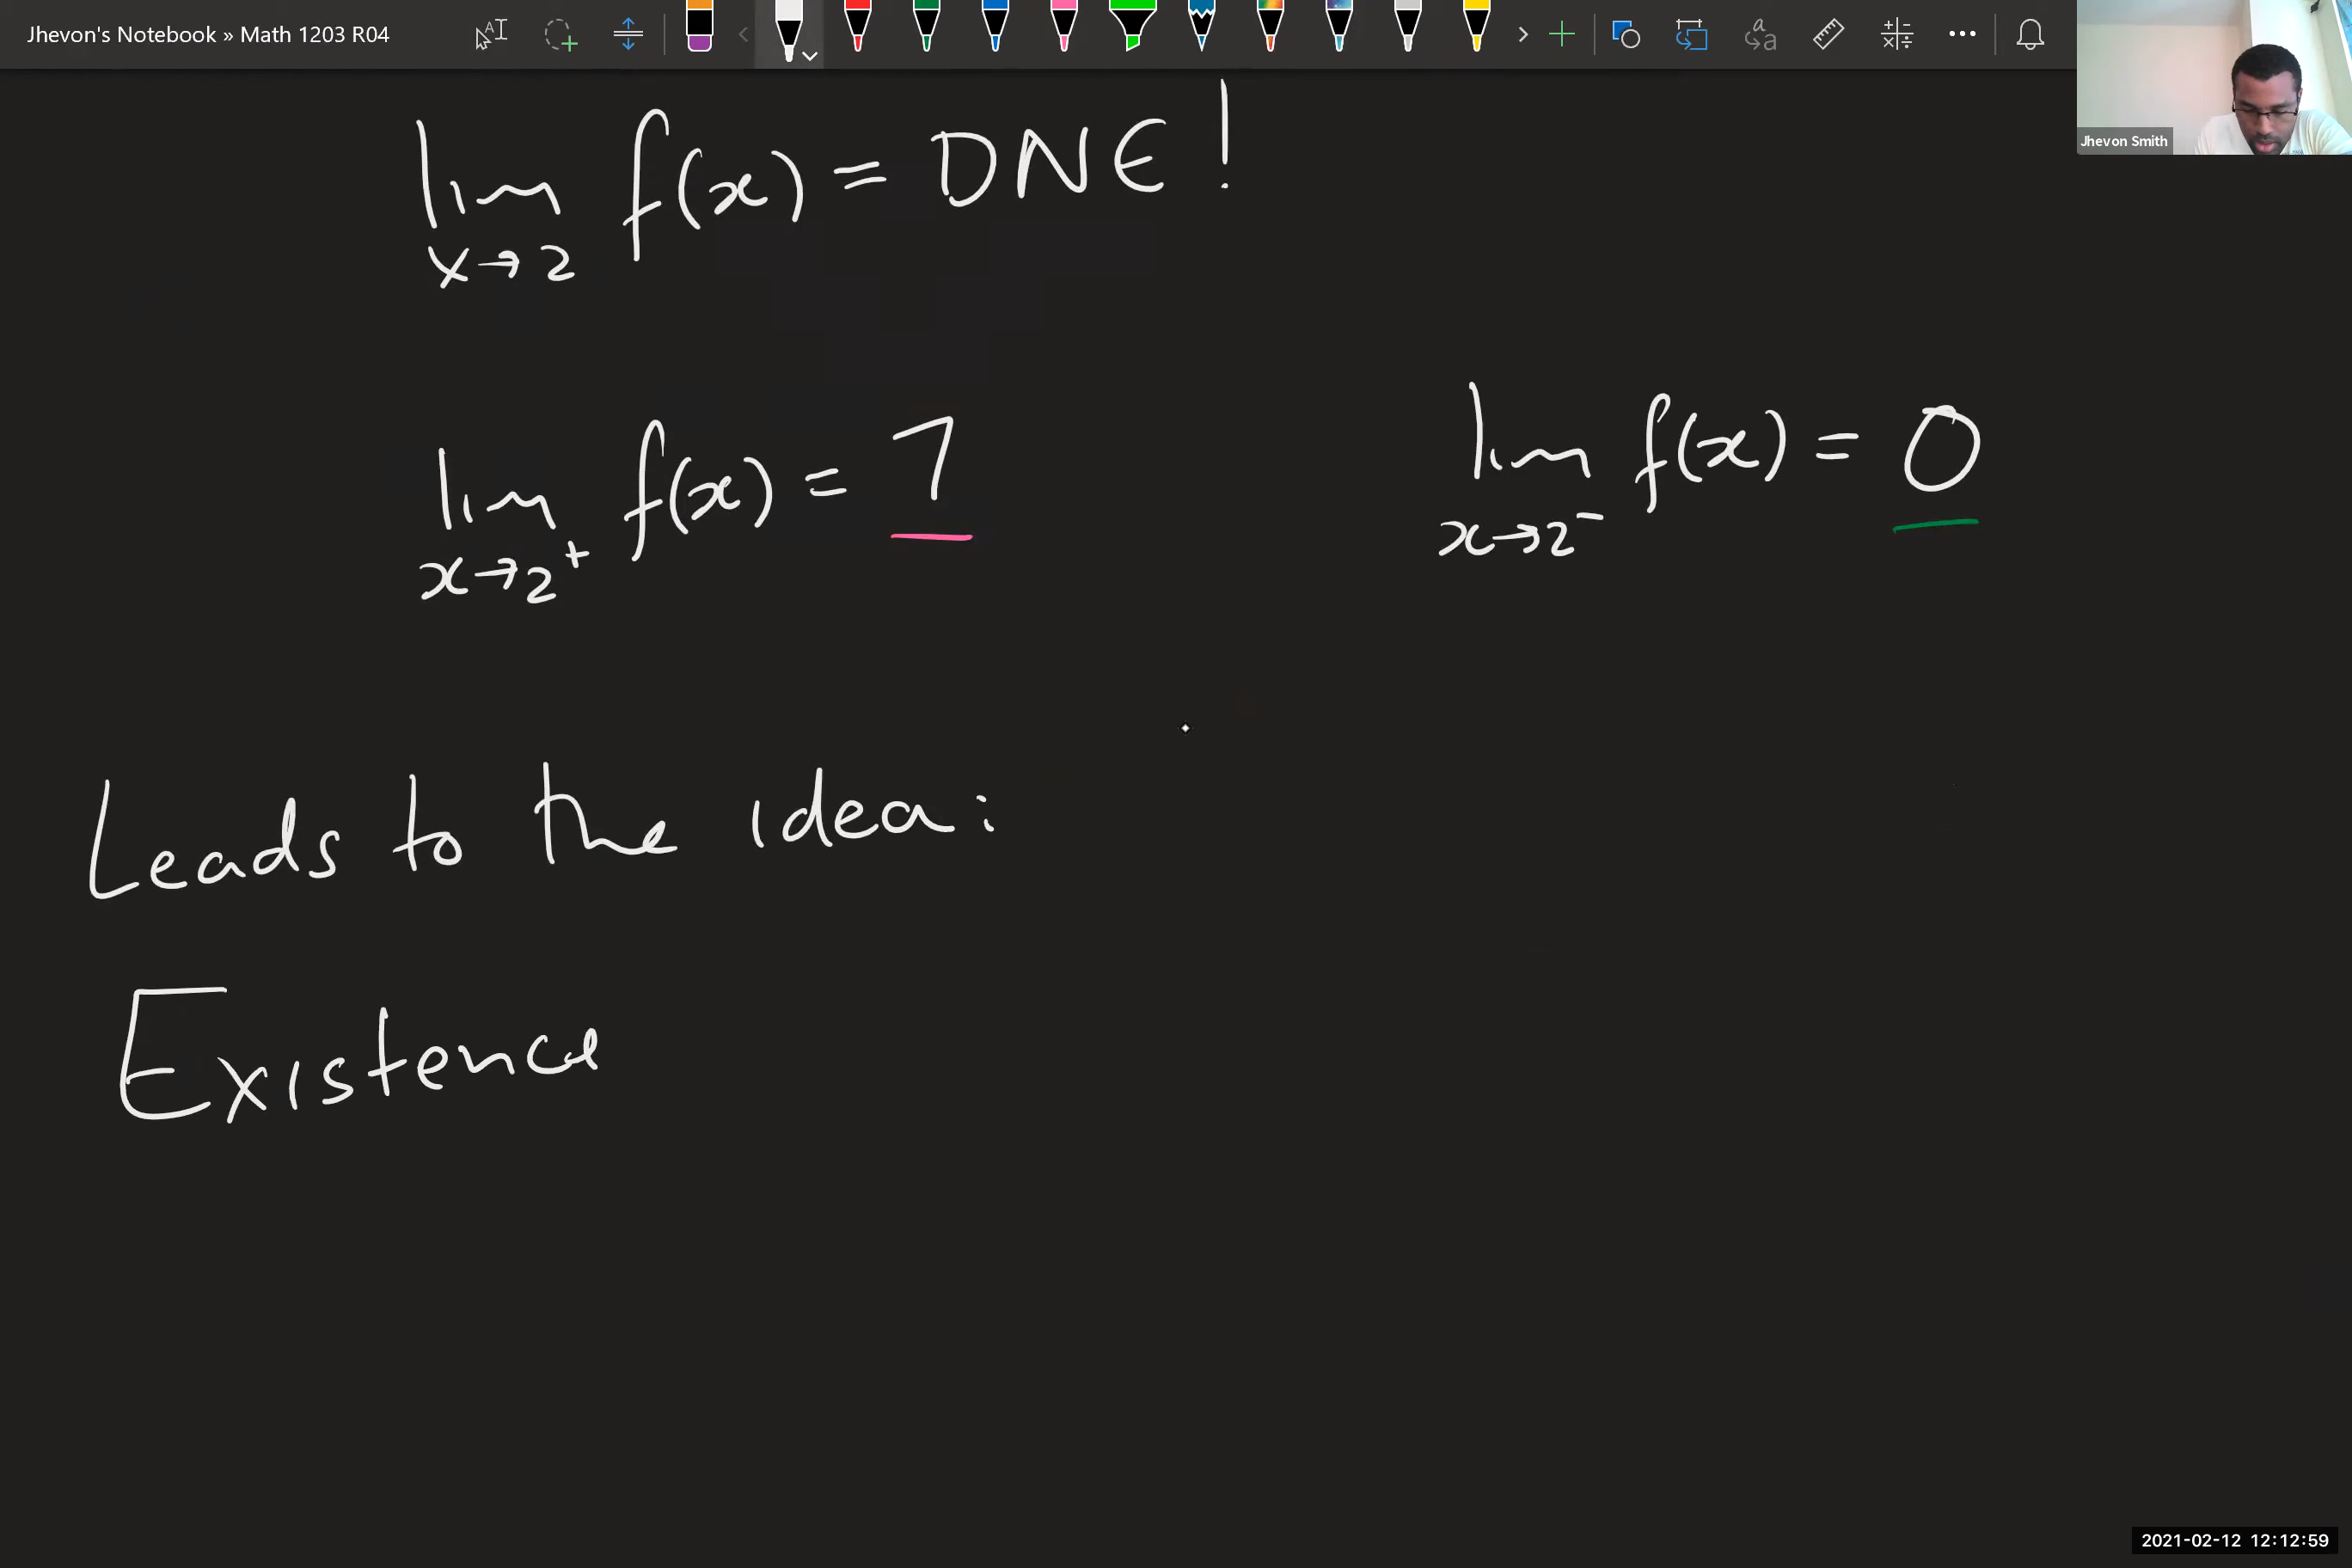 Jhevon's Notebook » Math 1203 R04
Jhevon Smith
lim f(x) = DNE!
x→2
lim f(x) = 7
x→2⁺
lim f(x) = 0
x→2⁻
Leads to the idea:
Existence
2021-02-12 12:12:59